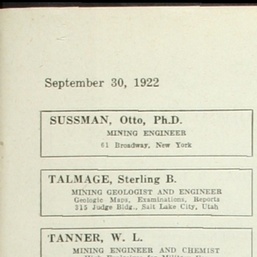 September 30, 1922
SUSSMAN, Otto, Ph.D.
MINING ENGINEER
61 Broadway, New York
TALMAGE, Sterling B.
MINING GEOLOGIST AND ENGINEER
Geologic Maps, Examinations, Reports
315 Judge Bldg., Salt Lake City, Utah
TANNER, W. L.
MINING ENGINEER AND CHEMIST